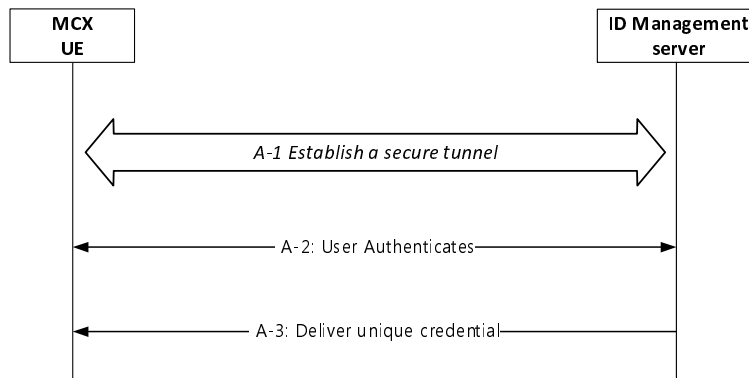 MCX
UE
ID Management
server
A-1 Establish a secure tunnel
A-2: User Authenticates
A-3: Deliver unique credential